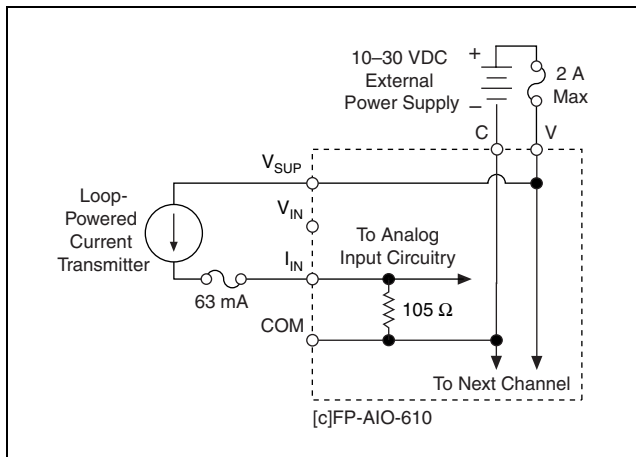 10–30 VDC
External
Power Supply
+
–
2 A
Max
C
V
V_SUP
Loop-
Powered
Current
Transmitter
V_IN
To Analog
Input Circuitry
I_IN
63 mA
105 Ω
COM
To Next Channel
[c]FP-AIO-610